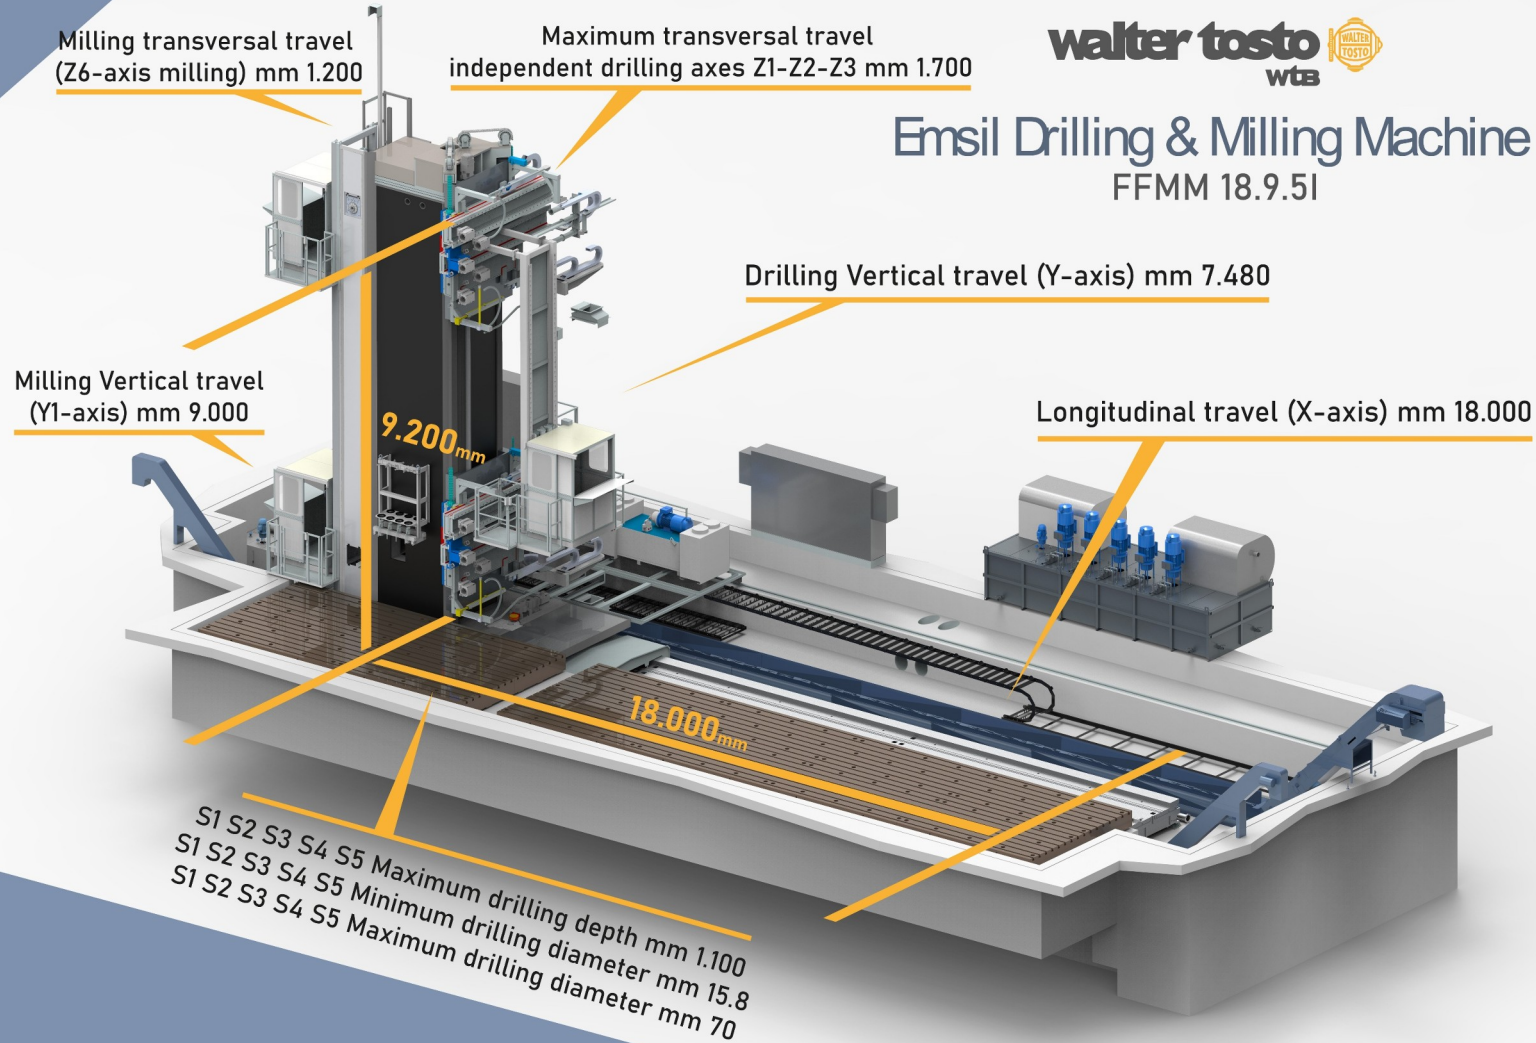 Milling transversal travel
(Z6-axis milling) mm 1.200
Maximum transversal travel
independent drilling axes Z1-Z2-Z3 mm 1.700
walter tosto
WTB
WALTER
TOSTO
Emsil Drilling & Milling Machine
FFMM 18.9.5I
Drilling Vertical travel (Y-axis) mm 7.480
Milling Vertical travel
(Y1-axis) mm 9.000
Longitudinal travel (X-axis) mm 18.000
9.200mm
18.000mm
S1 S2 S3 S4 S5 Maximum drilling depth mm 1.100
S1 S2 S3 S4 S5 Minimum drilling diameter mm 15.8
S1 S2 S3 S4 S5 Maximum drilling diameter mm 70